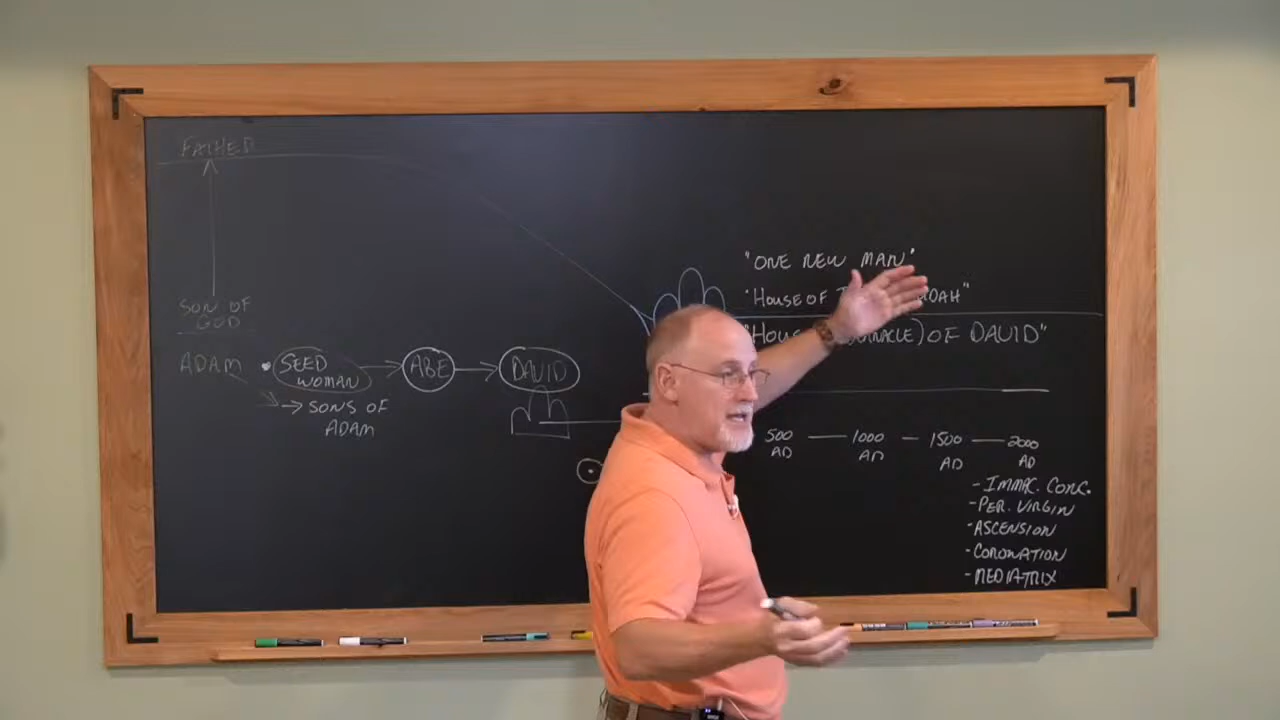 FATHER
SON OF
GOD
ADAM
SEED
WOMAN
ABE
DAVID
SONS OF
ADAM
"ONE NEW MAN"
"HOUSE OF
"HOUS
) OF DAVID"
500
AD
1000
AD
1500
AD
2000
AD
- IMMAC. CONC.
- PER. VIRGIN
- ASCENSION
- CORONATION
- MEDIATRIX